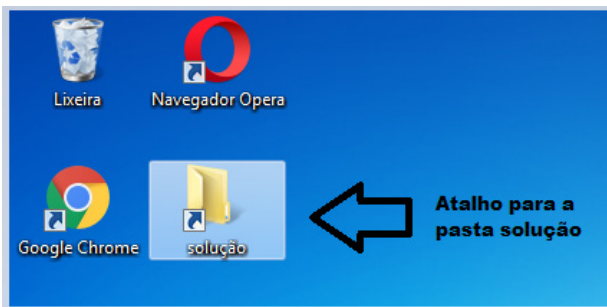 Lixeira
Navegador Opera
Google Chrome
solução
Atalho para a
pasta solução